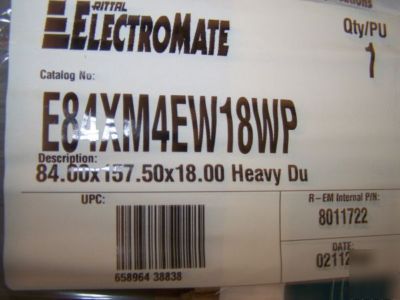 RITTAL
ELECTROMATE
Qty/PU
1
Catalog No:
E84XM4EW18WP
Description:
84.00x157.50x18.00 Heavy Du
UPC:
658964 38838
R-EM Internal P/N:
8011722
DATE:
0211